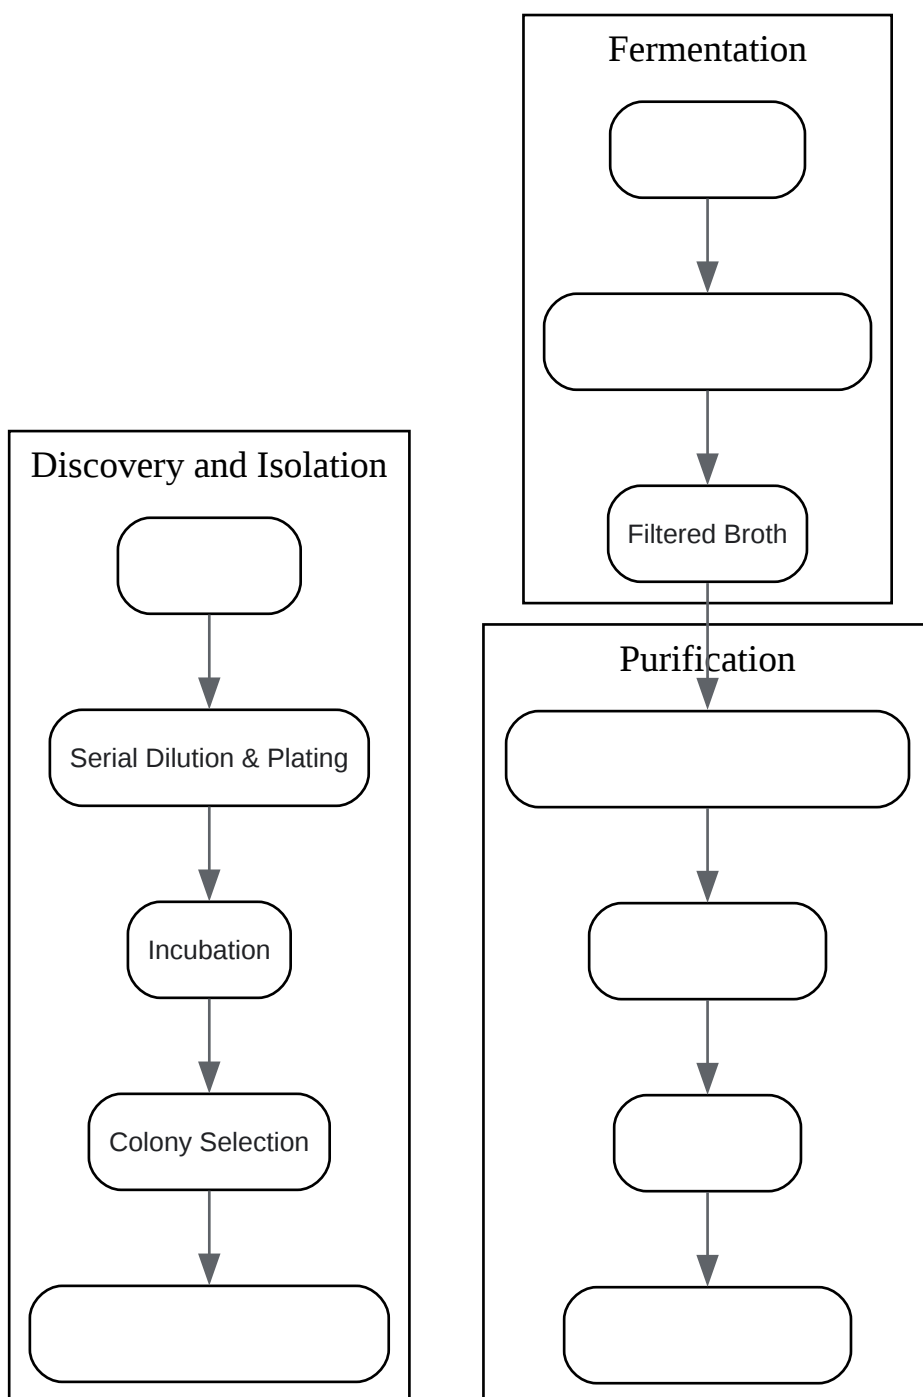 Fermentation
Filtered Broth
Discovery and Isolation
Serial Dilution & Plating
Incubation
Colony Selection
Purification